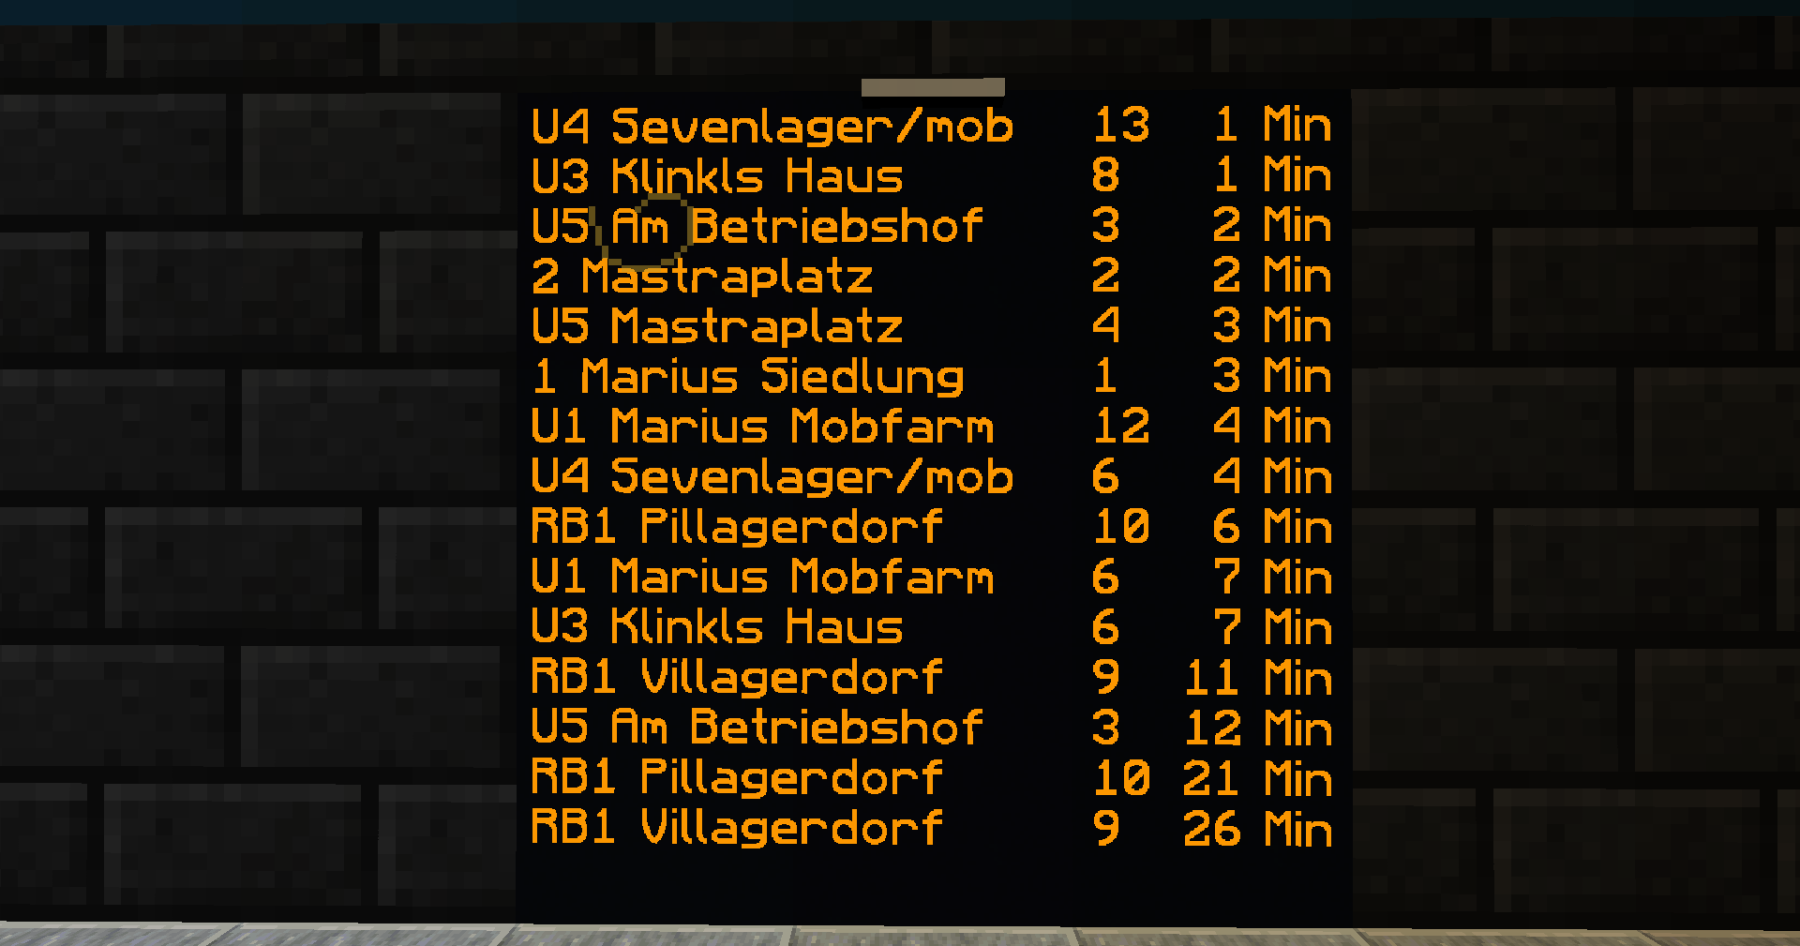 U4 Sevenlager/mob 13 1 Min
U3 Klinkls Haus 8 1 Min
U5 Am Betriebshof 3 2 Min
2 Mastraplatz 2 2 Min
U5 Mastraplatz 4 3 Min
1 Marius Siedlung 1 3 Min
U1 Marius Mobfarm 12 4 Min
U4 Sevenlager/mob 6 4 Min
RB1 Pillagerdorf 10 6 Min
U1 Marius Mobfarm 6 7 Min
U3 Klinkls Haus 6 7 Min
RB1 Villagerdorf 9 11 Min
U5 Am Betriebshof 3 12 Min
RB1 Pillagerdorf 10 21 Min
RB1 Villagerdorf 9 26 Min